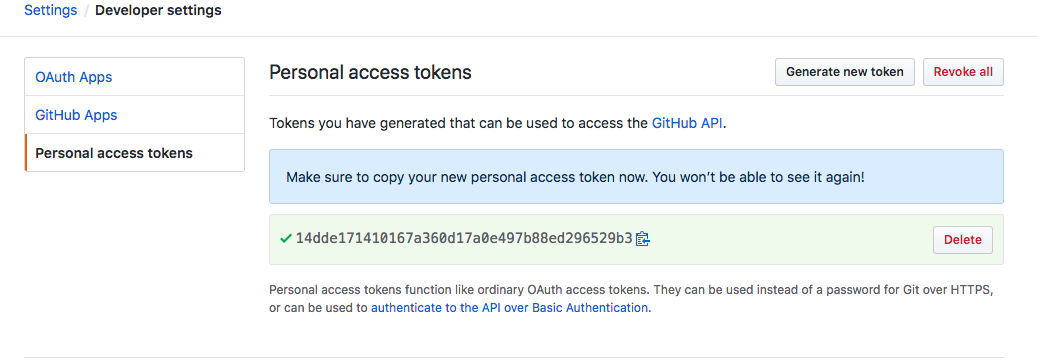 Settings / Developer settings
OAuth Apps
GitHub Apps
Personal access tokens
Personal access tokens
Generate new token
Revoke all
Tokens you have generated that can be used to access the GitHub API.
Make sure to copy your new personal access token now. You won't be able to see it again!
14dde171410167a360d17a0e497b88ed296529b3
Delete
Personal access tokens function like ordinary OAuth access tokens. They can be used instead of a password for Git over HTTPS,
or can be used to authenticate to the API over Basic Authentication.